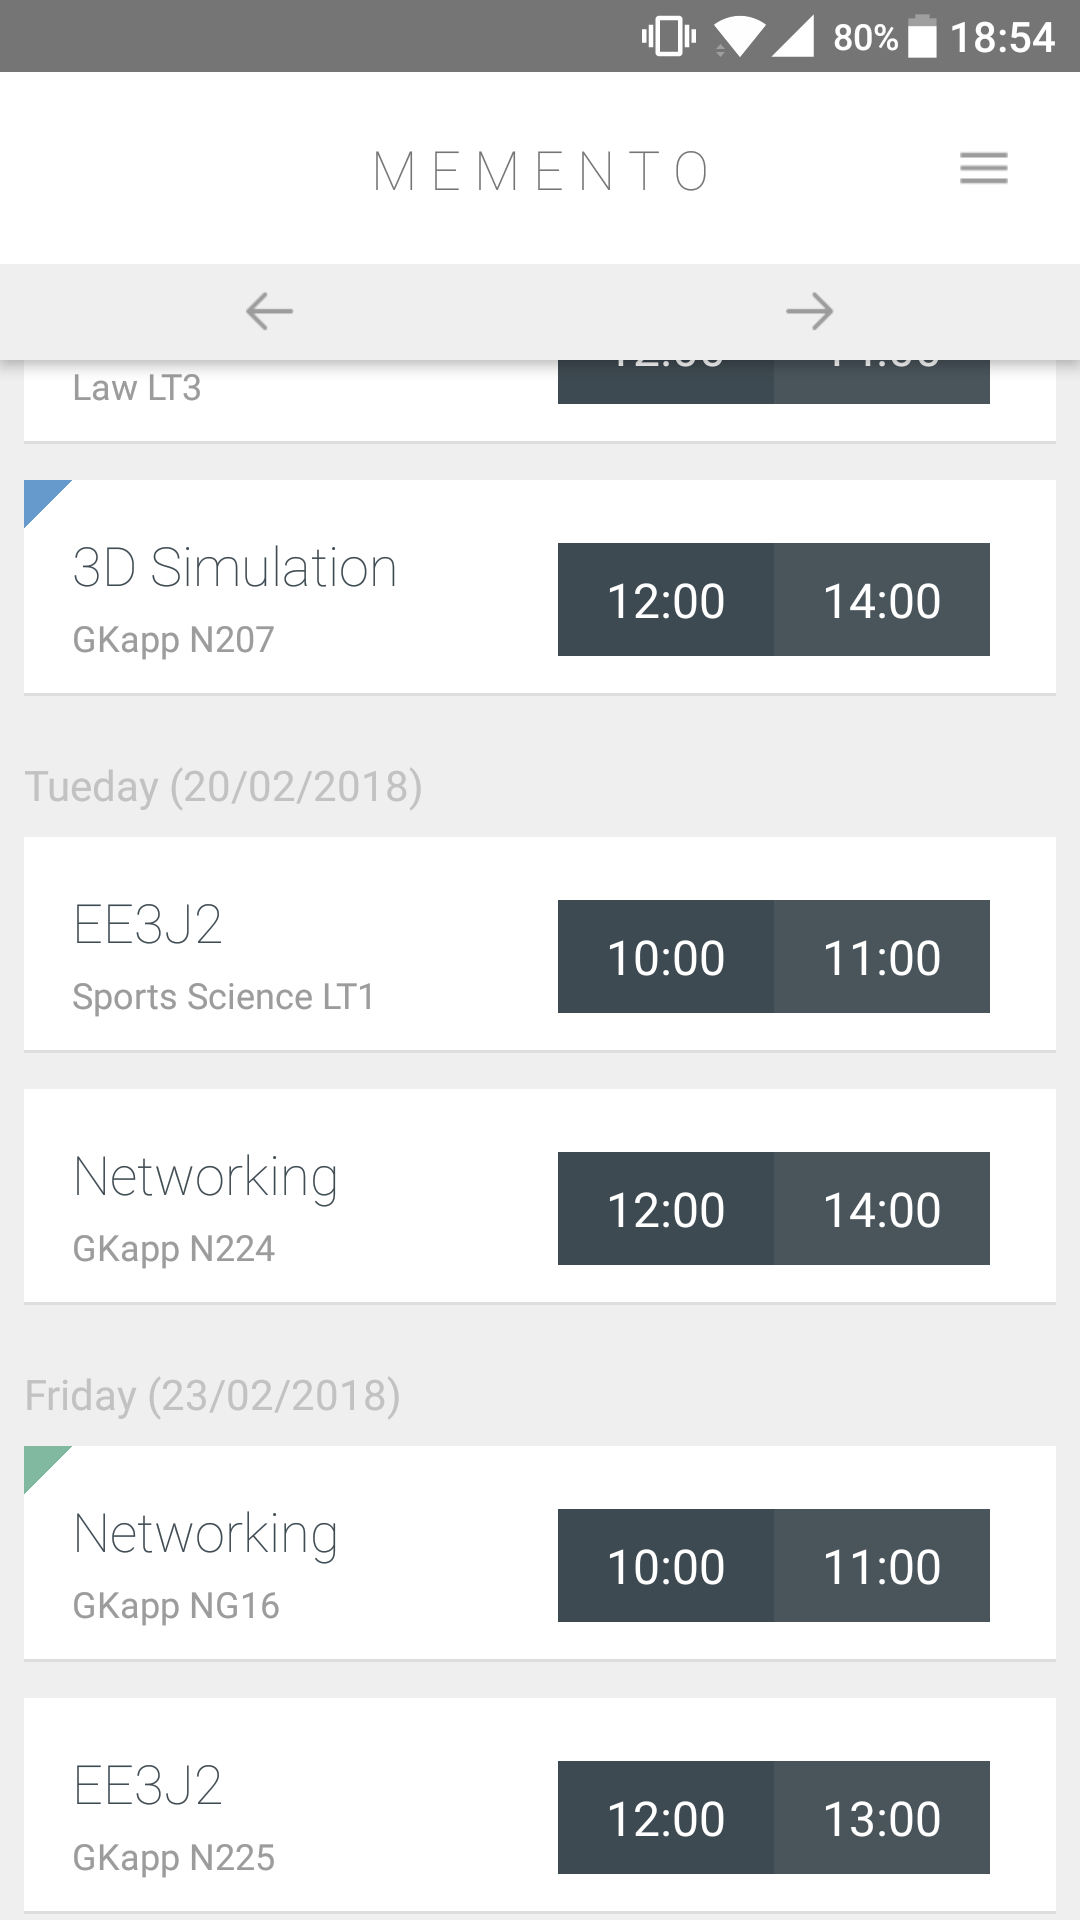 80% 18:54
MEMENTO
Law LT3
3D Simulation
12:00 14:00
GKapp N207
Tueday (20/02/2018)
EE3J2
10:00 11:00
Sports Science LT1
Networking
12:00 14:00
GKapp N224
Friday (23/02/2018)
Networking
10:00 11:00
GKapp NG16
EE3J2
12:00 13:00
GKapp N225